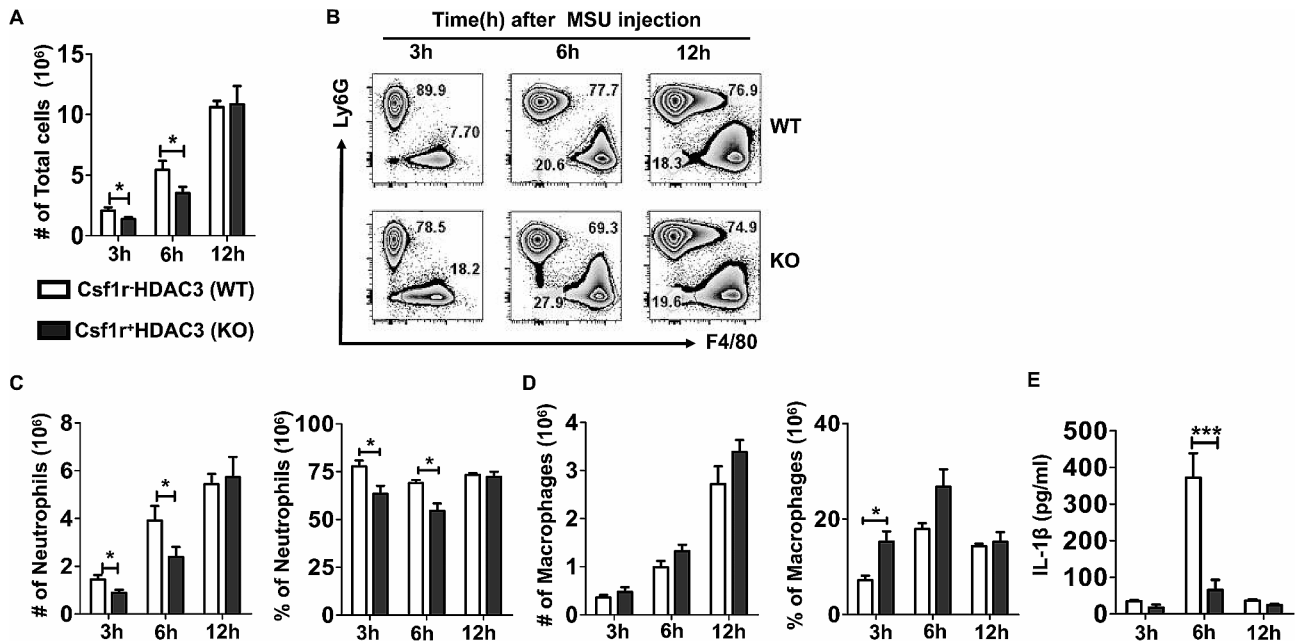 A
# of Total cells (10⁶)
15
10
5
0
3h 6h 12h
* *
Csf1r⁻HDAC3 (WT)
Csf1r⁺HDAC3 (KO)
B
Time(h) after MSU injection
3h 6h 12h
Ly6G
89.9 7.70
77.7 20.6
76.9 18.3
WT
78.5 18.2
69.3 27.9
74.9 19.6
KO
F4/80
C
# of Neutrophils (10⁶)
8
6
4
2
0
* *
3h 6h 12h
% of Neutrophils (10⁶)
100
75
50
25
0
* *
3h 6h 12h
D
# of Macrophages (10⁶)
4
3
2
1
0
3h 6h 12h
% of Macrophages (10⁶)
40
20
0
*
3h 6h 12h
E
IL-1β (pg/ml)
500
400
300
200
100
0
***
3h 6h 12h